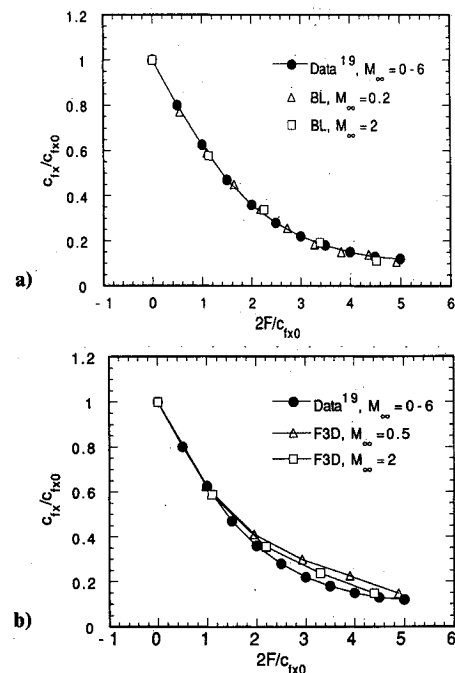 1.2
1
0.8
0.6
0.4
0.2
0
c_fx/c_fx0
Data^19, M_∞=0-6
BL, M_∞=0.2
BL, M_∞=2
a)
-1 0 1 2 3 4 5 6
2F/c_fx0
1.2
1
0.8
0.6
0.4
0.2
0
c_fx/c_fx0
Data^19, M_∞=0-6
F3D, M_∞=0.5
F3D, M_∞=2
b)
-1 0 1 2 3 4 5 6
2F/c_fx0